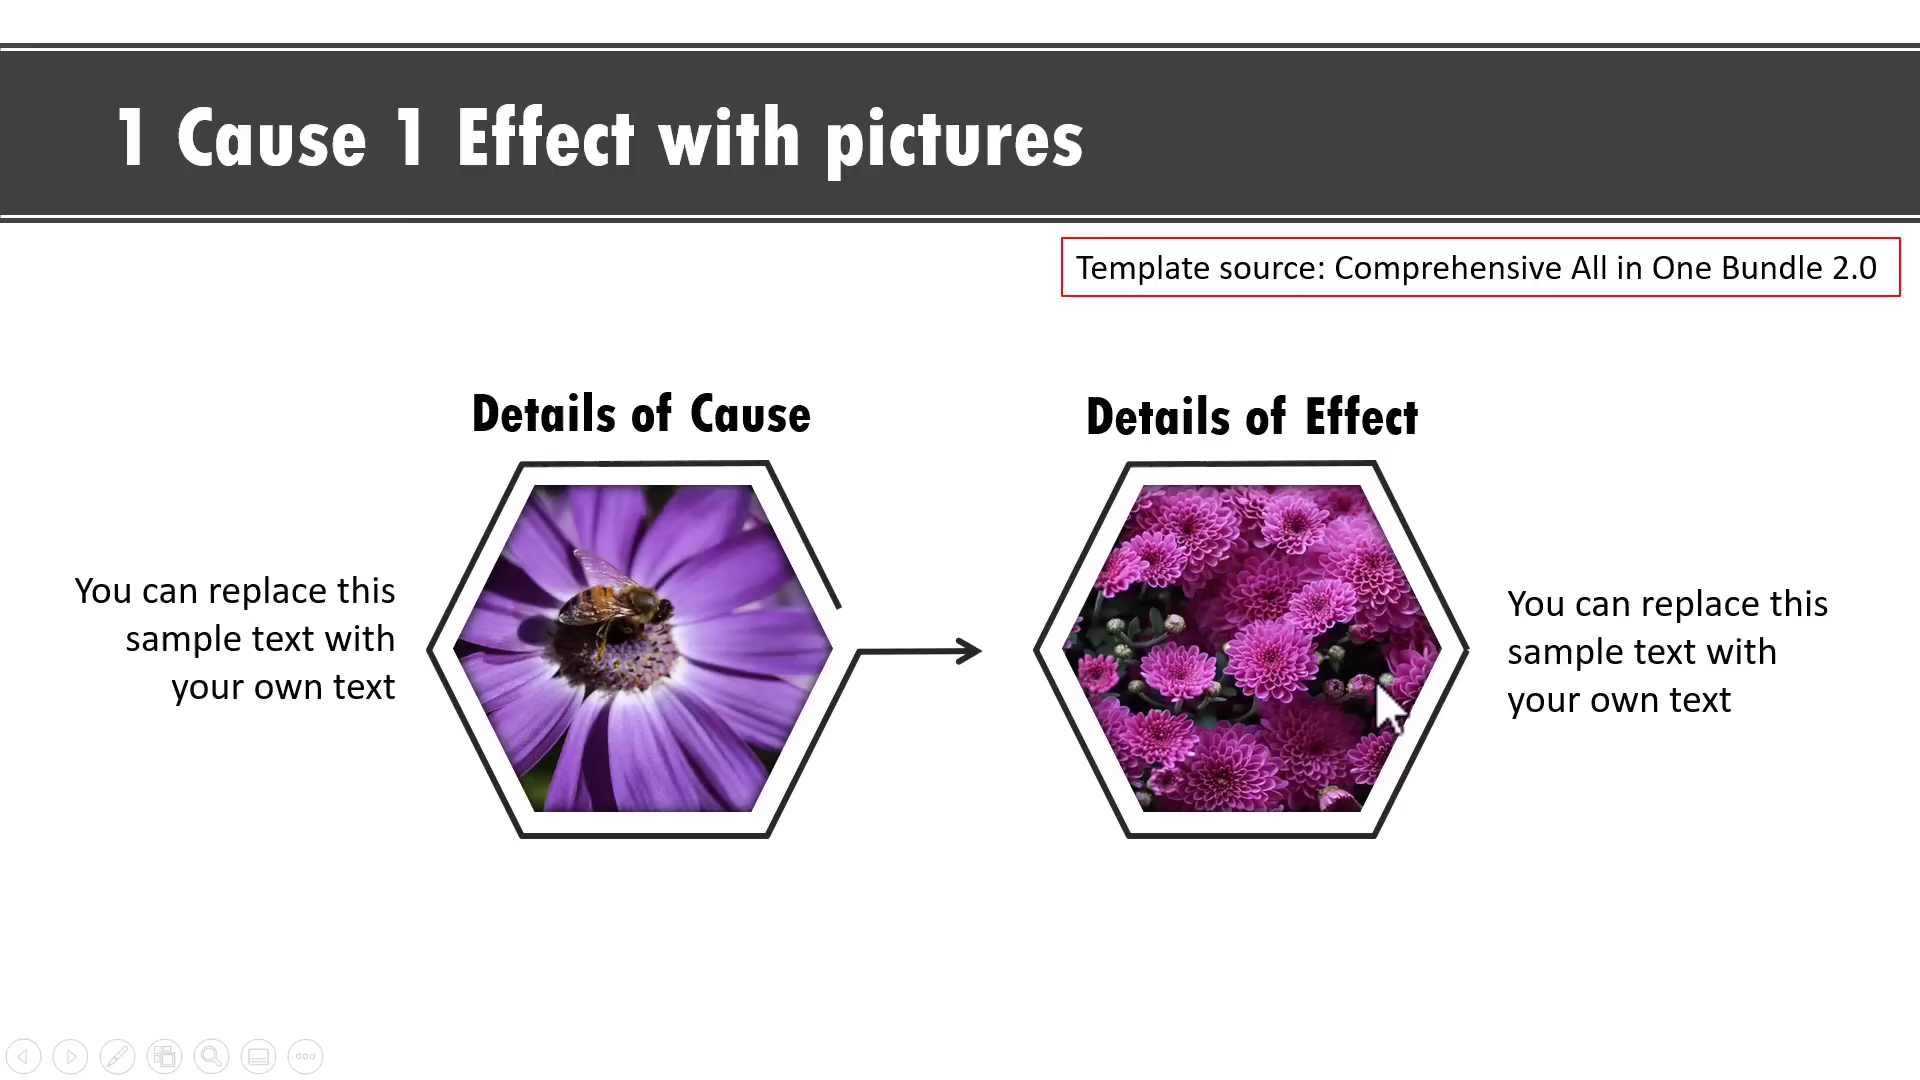 1 Cause 1 Effect with pictures
Template source: Comprehensive All in One Bundle 2.0
Details of Cause
You can replace this
sample text with
your own text
Details of Effect
You can replace this
sample text with
your own text